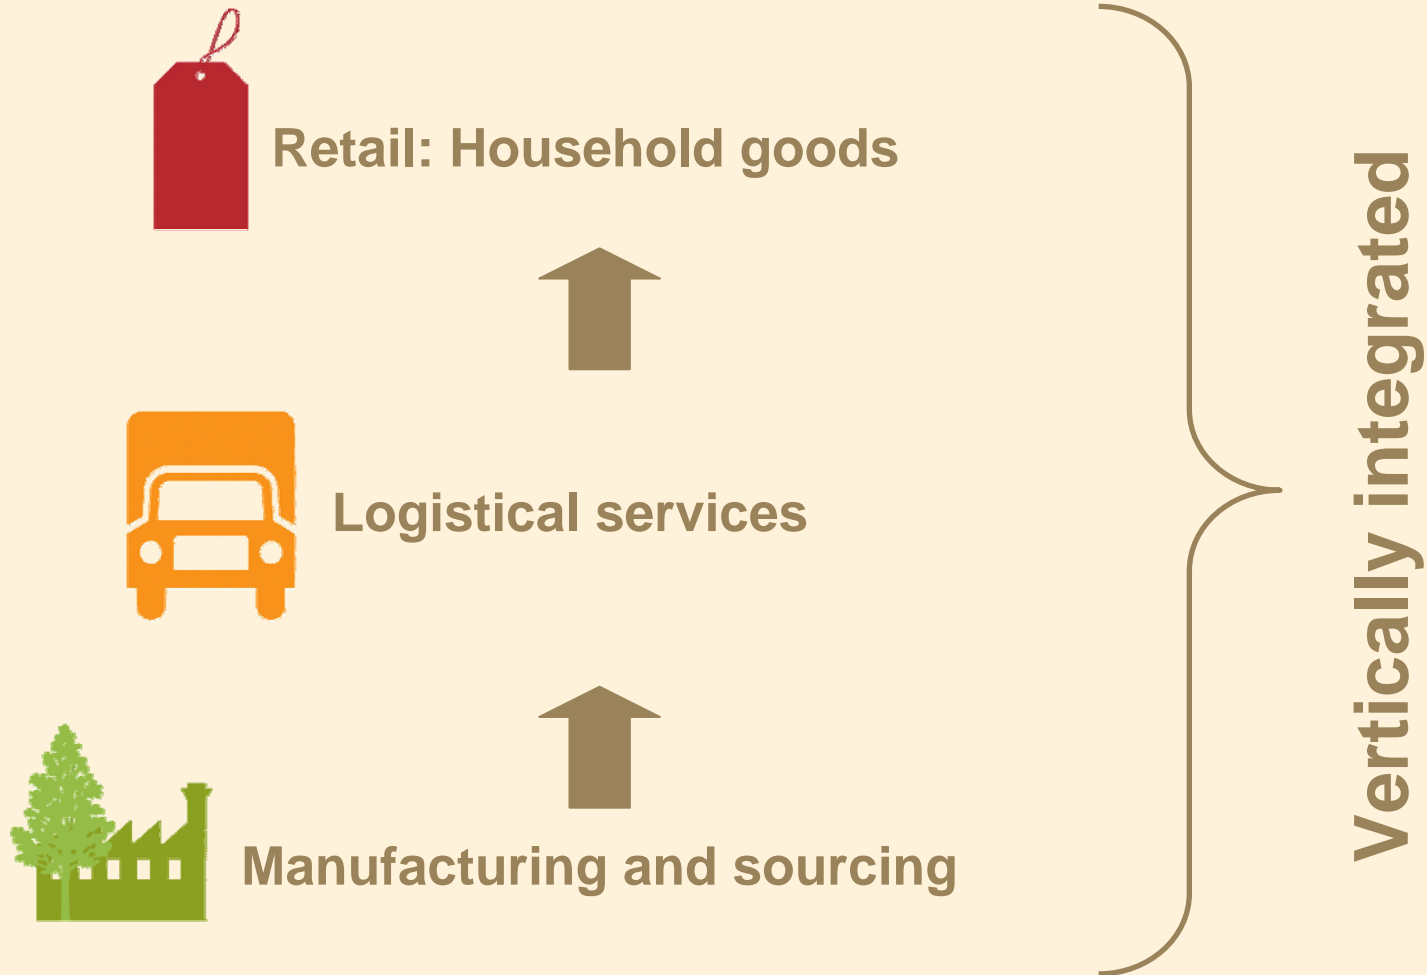 Retail: Household goods
Logistical services
Manufacturing and sourcing
Vertically integrated